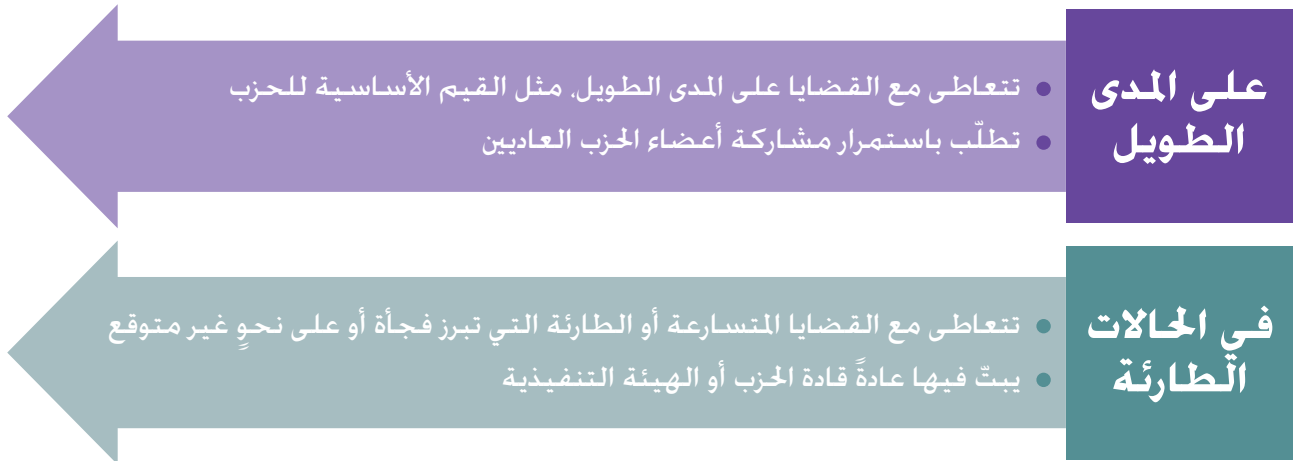 على المدى
الطويل
• تتعاطى مع القضايا على المدى الطويل، مثل القيم الأساسية للحزب
• تطلّب باستمرار مشاركة أعضاء الحزب العاديين
في الحالات
الطارئة
• تتعاطى مع القضايا المتسارعة أو الطارئة التي تبرز فجأة أو على نحوٍ غير متوقع
• يبتّ فيها عادةً قادة الحزب أو الهيئة التنفيذية